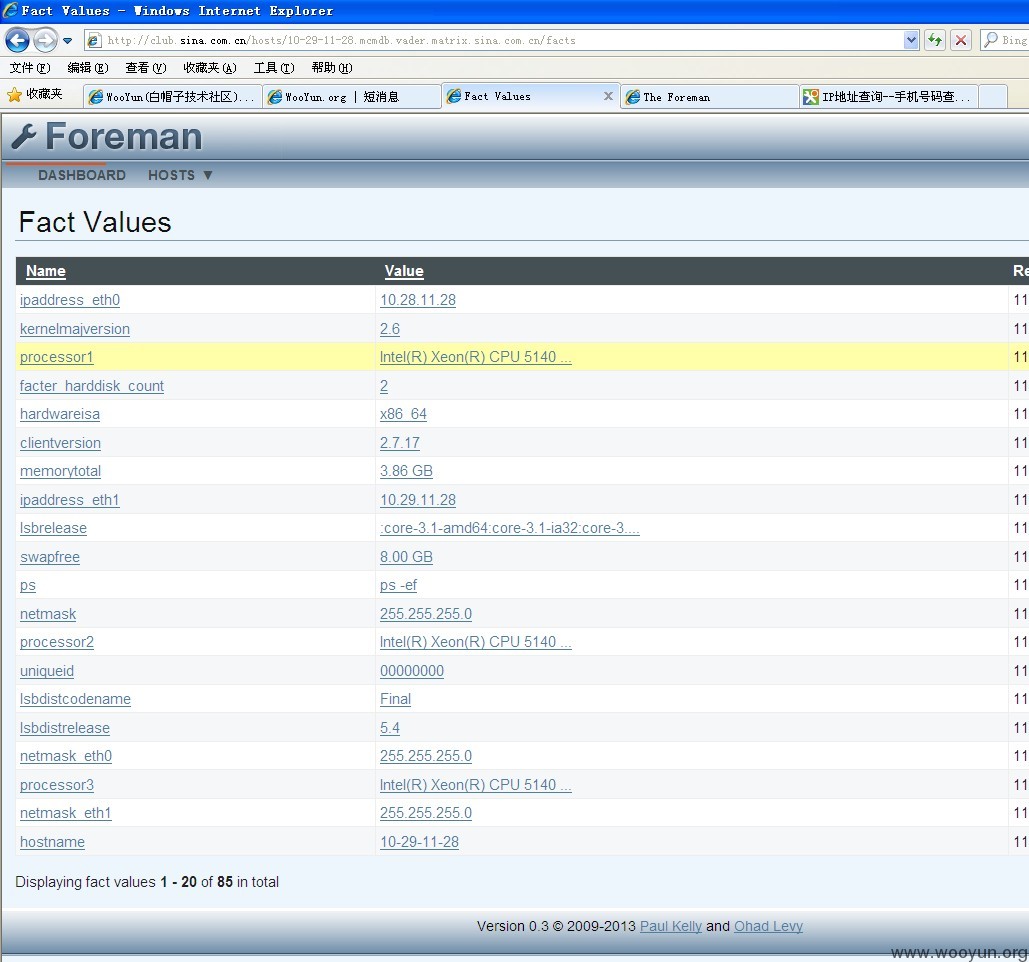 Fact Values - Windows Internet Explorer
http://club.sina.com.cn/hosts/10-29-11-28.mcmdb.vader.matrix.sina.com.cn/facts
Bing
文件(F) 编辑(E) 查看(V) 收藏夹(A) 工具(T) 帮助(H)
收藏夹 WooYun(白帽子技术社区)... WooYun.org | 短消息 Fact Values The Foreman IP地址查询--手机号码查...
Foreman
DASHBOARD HOSTS ▼
Fact Values
Name Value Re
ipaddress_eth0 10.28.11.28 11
kernelmajversion 2.6 11
processor1 Intel(R) Xeon(R) CPU 5140 ... 11
facter_harddisk_count 2 11
hardwareisa x86_64 11
clientversion 2.7.17 11
memorytotal 3.86 GB 11
ipaddress_eth1 10.29.11.28 11
lsbrelease :core-3.1-amd64:core-3.1-ia32:core-3.... 11
swapfree 8.00 GB 11
ps ps -ef 11
netmask 255.255.255.0 11
processor2 Intel(R) Xeon(R) CPU 5140 ... 11
uniqueid 00000000 11
lsbdistcodename Final 11
lsbdistrelease 5.4 11
netmask_eth0 255.255.255.0 11
processor3 Intel(R) Xeon(R) CPU 5140 ... 11
netmask_eth1 255.255.255.0 11
hostname 10-29-11-28 11
Displaying fact values 1 - 20 of 85 in total
Version 0.3 © 2009-2013 Paul Kelly and Ohad Levy
www.wooyun.org